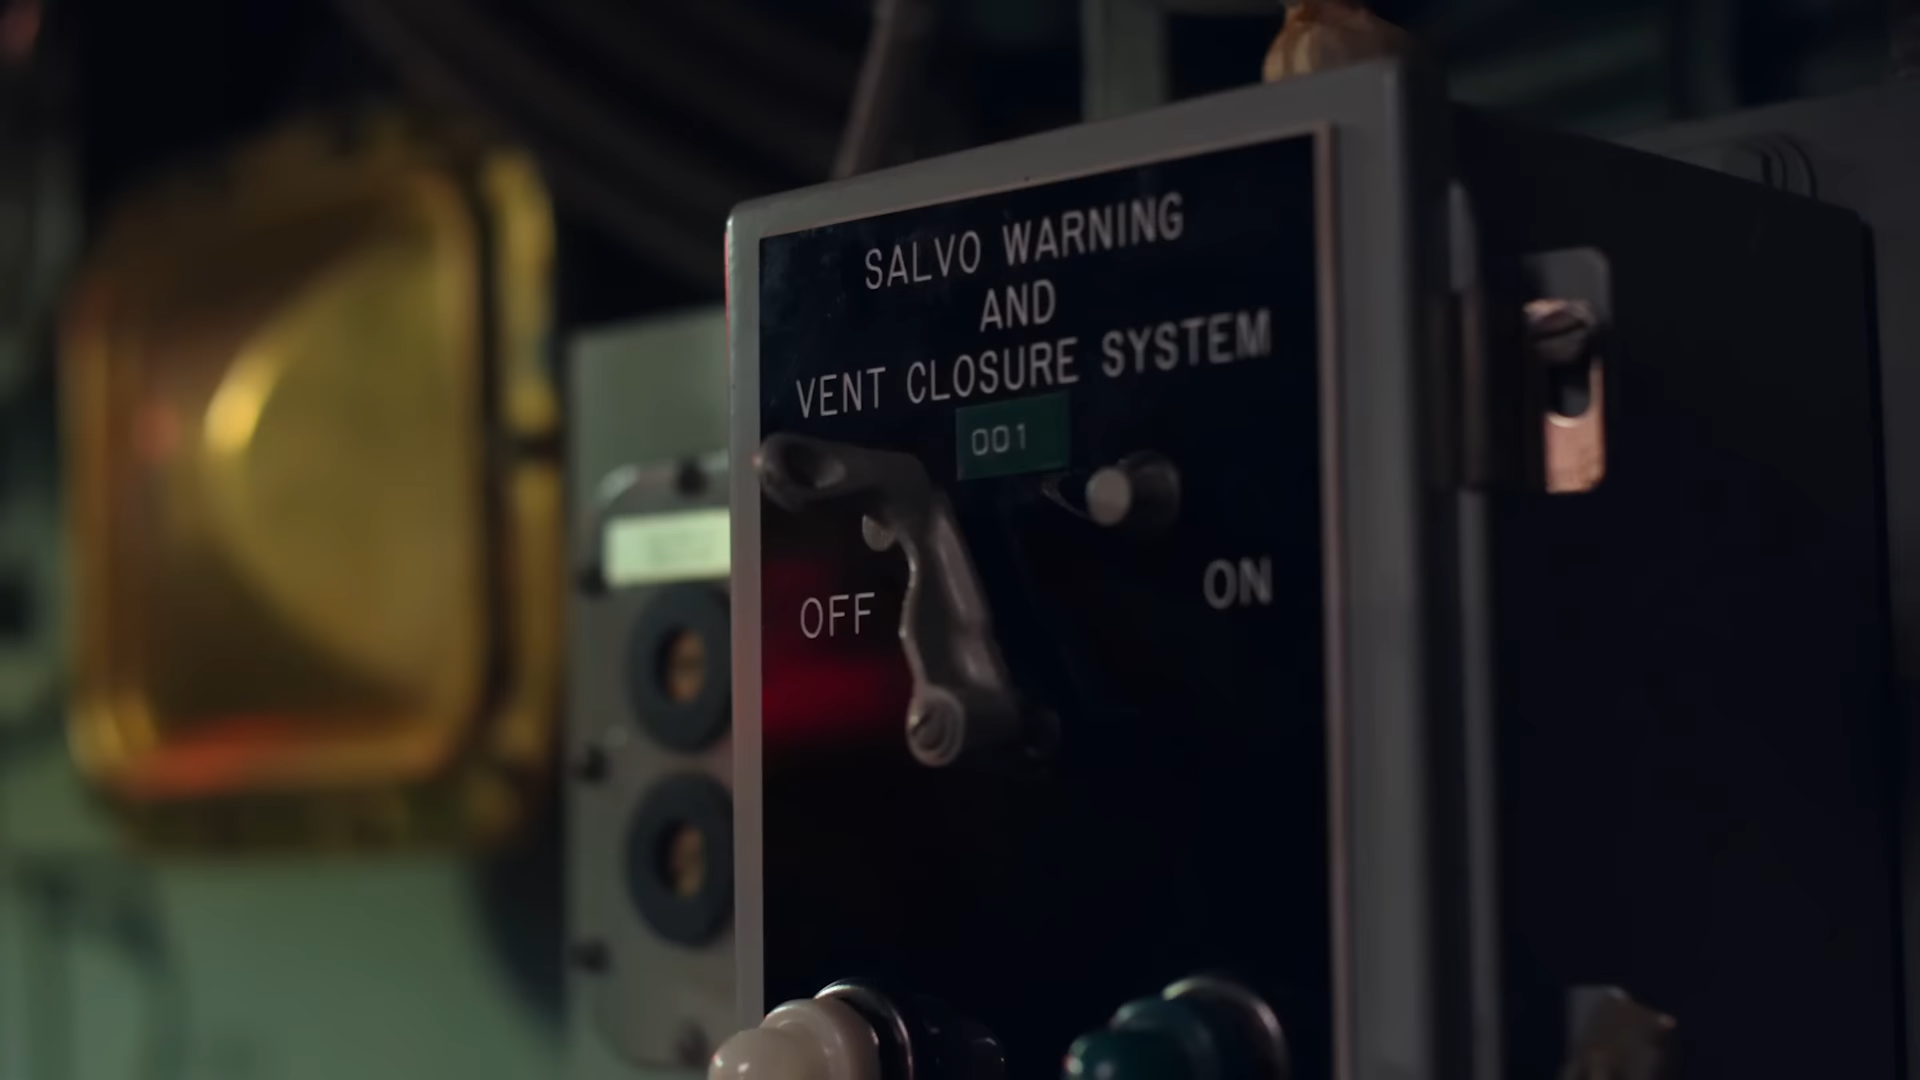 SALVO WARNING
AND
VENT CLOSURE SYSTEM
001
OFF
ON